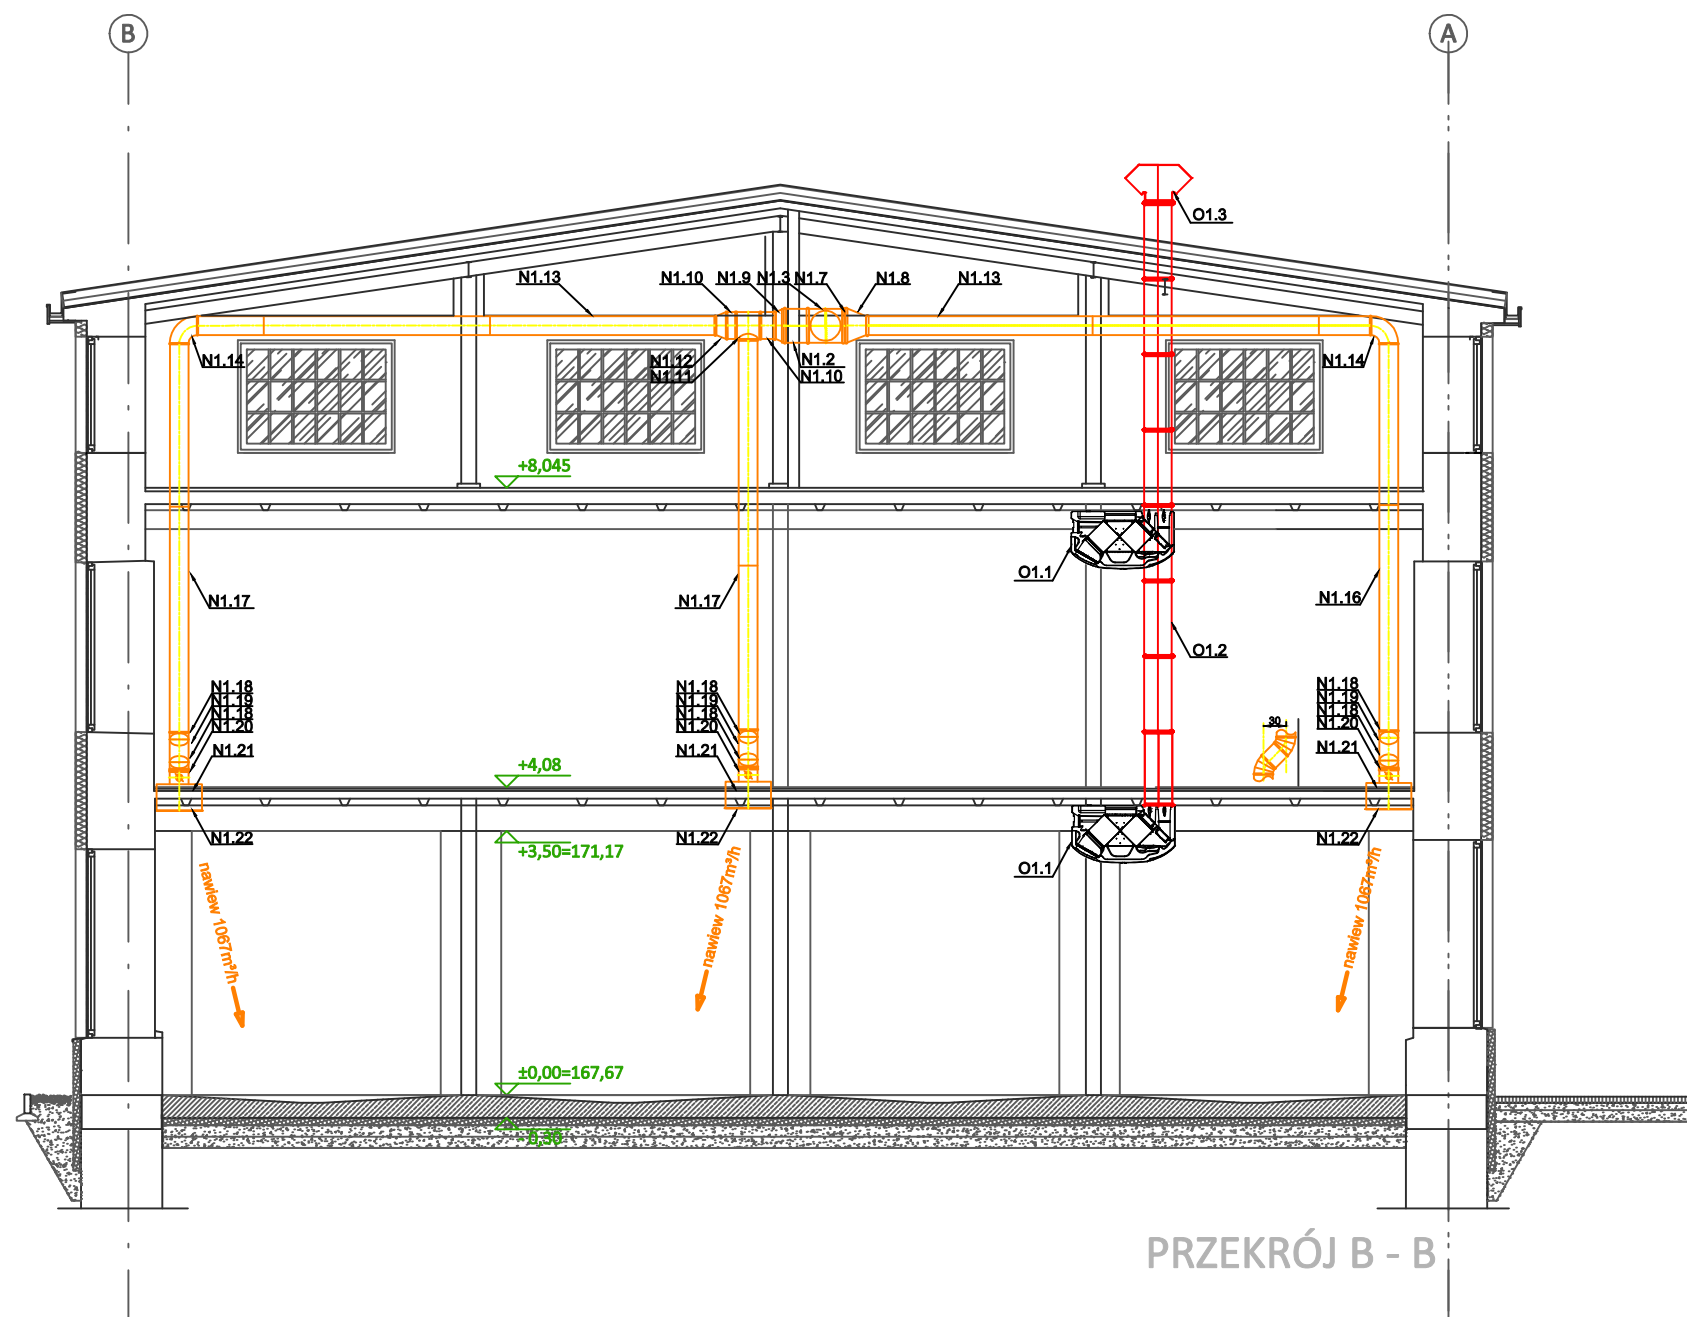 B
A
O1.3
N1.13
N1.10
N1.9
N1.3
N1.7
N1.8
N1.13
N1.14
N1.12
N1.11
N1.2
N1.10
N1.14
+8,045
O1.1
N1.17
N1.17
N1.16
O1.2
N1.18
N1.19
N1.18
N1.20
N1.21
N1.18
N1.19
N1.18
N1.20
N1.21
30
N1.18
N1.19
N1.18
N1.20
N1.21
+4,08
N1.22
N1.22
N1.22
+3,50=171,17
O1.1
nawiew 1067m³/h
nawiew 1067m³/h
nawiew 1067m³/h
±0,00=167,67
- 0,30
PRZEKRÓJ B - B